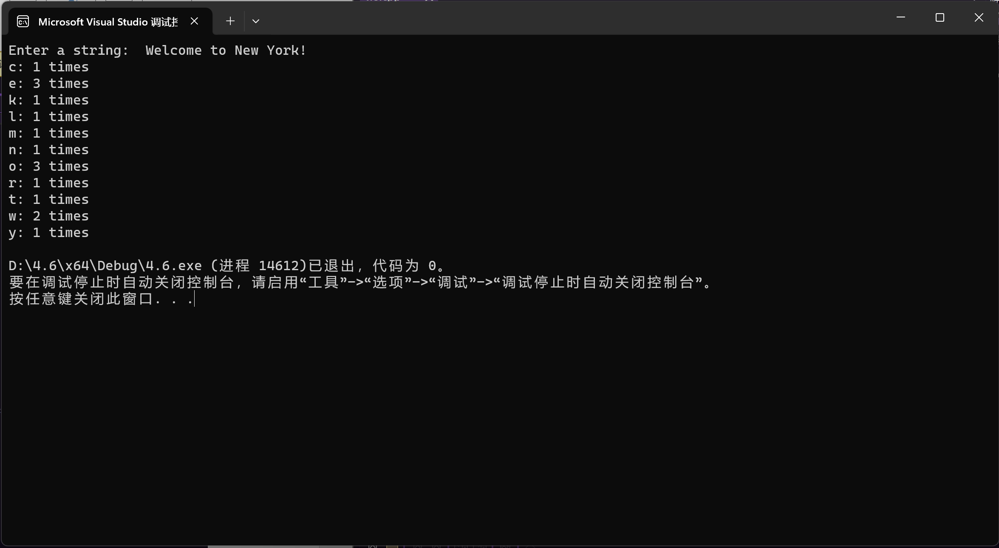 Microsoft Visual Studio 调试控
Enter a string:  Welcome to New York!
c: 1 times
e: 3 times
k: 1 times
l: 1 times
m: 1 times
n: 1 times
o: 3 times
r: 1 times
t: 1 times
w: 2 times
y: 1 times
D:\4.6\x64\Debug\4.6.exe (进程 14612)已退出，代码为 0。
要在调试停止时自动关闭控制台，请启用“工具”->“选项”->“调试”->“调试停止时自动关闭控制台”。
按任意键关闭此窗口. . .